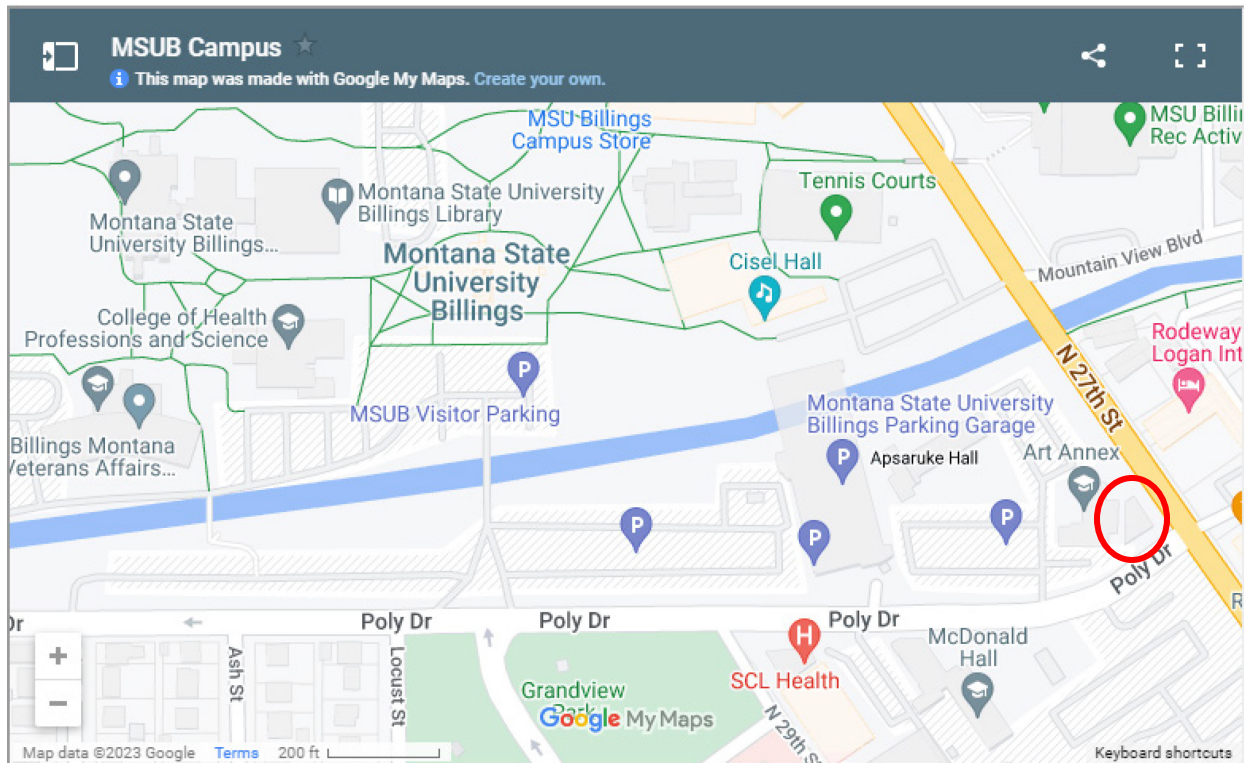 MSUB Campus
This map was made with Google My Maps. Create your own.
MSU Billings
Campus Store
MSU Billi
Rec Activ
Tennis Courts
Montana State University
Billings Library
Montana State
University Billings...
Montana State
University
Billings
Cisel Hall
Mountain View Blvd
College of Health
Professions and Science
Rodeway
Logan Int
N 27th St
MSUB Visitor Parking
P
Montana State University
Billings Parking Garage
P
Apsaruke Hall
Art Annex
Billings Montana
Veterans Affairs...
P
P
P
Poly Dr
Dr
Poly Dr
Poly Dr
Poly Dr
H
SCL Health
McDonald
Hall
Ash St
Locust St
Grandview
Park
Google My Maps
N 29th St
R
+
−
Map data ©2023 Google
Terms
200 ft
Keyboard shortcuts